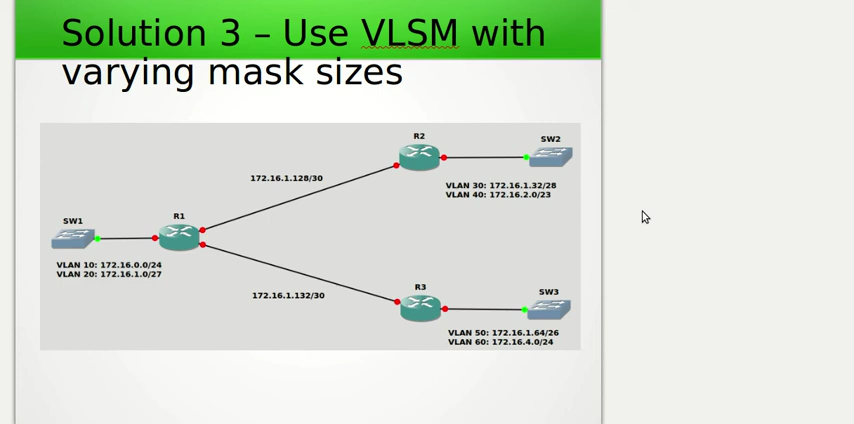 Solution 3 – Use VLSM with
varying mask sizes
R2
SW2
172.16.1.128/30
VLAN 30: 172.16.1.32/28
VLAN 40: 172.16.2.0/23
SW1
R1
VLAN 10: 172.16.0.0/24
VLAN 20: 172.16.1.0/27
172.16.1.132/30
R3
SW3
VLAN 50: 172.16.1.64/26
VLAN 60: 172.16.4.0/24